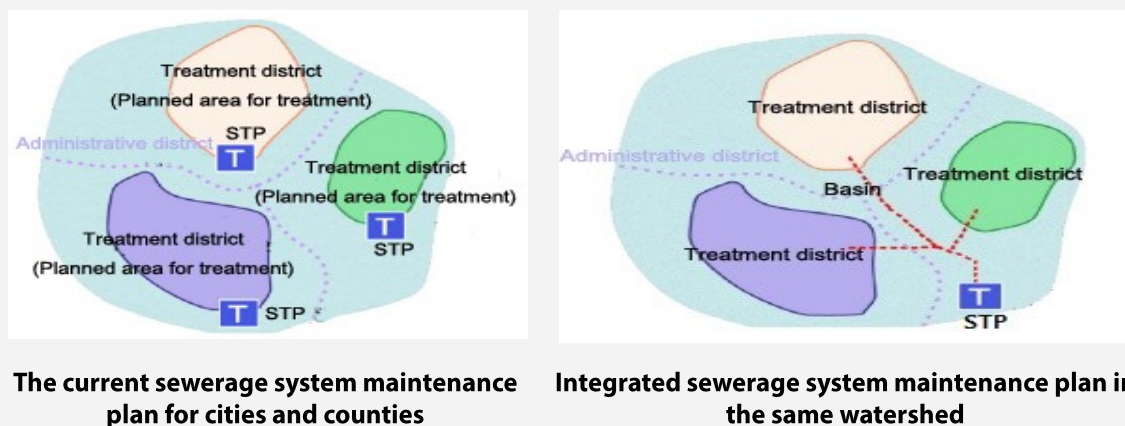 Treatment district
(Planned area for treatment)
Administrative district
STP
T
Treatment district
(Planned area for treatment)
T
STP
Treatment district
(Planned area for treatment)
T
STP
The current sewerage system maintenance
plan for cities and counties
Treatment district
Administrative district
Basin
Treatment district
Treatment district
T
STP
Integrated sewerage system maintenance plan in
the same watershed